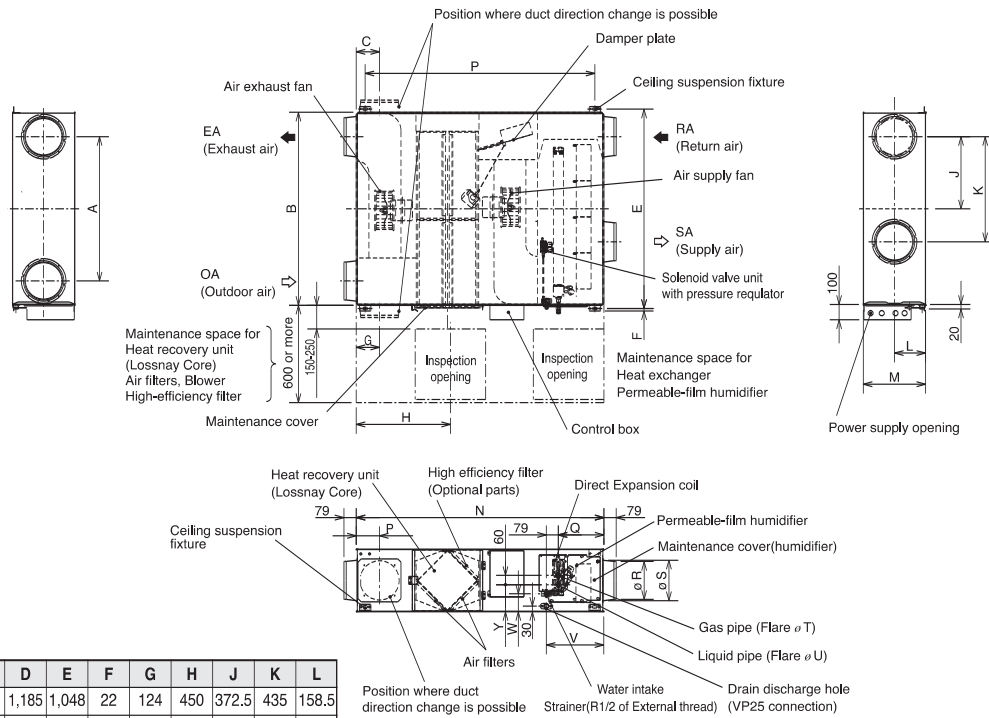 Position where duct direction change is possible
C
Damper plate
P
Ceiling suspension fixture
Air exhaust fan
EA
(Exhaust air)
RA
(Return air)
Air supply fan
A
B
E
J
K
SA
(Supply air)
OA
(Outdoor air)
Solenoid valve unit
with pressure requlator
100
20
F
L
M
G
600 or more
150-250
Maintenance space for
Heat recovery unit
(Lossnay Core)
Air filters, Blower
High-efficiency filter
Inspection
opening
Inspection
opening
Maintenance space for
Heat exchanger
Permeable-film humidifier
Maintenance cover
H
Control box
Power supply opening
Heat recovery unit
(Lossnay Core)
High efficiency filter
(Optional parts)
Direct Expansion coil
79
N
79
P
79
Q
60
Ceiling suspension
fixture
Permeable-film humidifier
Maintenance cover(humidifier)
ø R
ø S
Y
W
30
V
Gas pipe (Flare ø T)
Liquid pipe (Flare ø U)
Air filters
Position where duct
direction change is possible
Water intake
Strainer(R1/2 of External thread)
Drain discharge hole
(VP25 connection)
D E F G H J K L
1,185 1,048 22 124 450 372.5 435 158.5